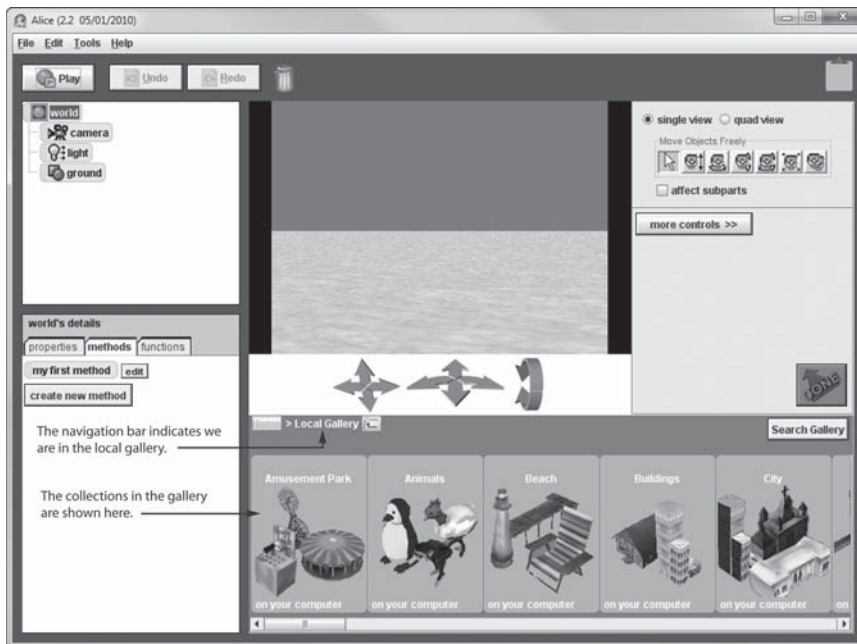 Alice (2.2 05/01/2010)
File Edit Tools Help
Play
Undo
Redo
world
camera
light
ground
single view
quad view
Move Objects Freely
affect subparts
more controls >>
world's details
properties
methods
functions
my first method
edit
create new method
DONE
The navigation bar indicates we
are in the local gallery.
> Local Gallery
Search Gallery
The collections in the gallery
are shown here.
Amusement Park
Animals
Beach
Buildings
City
on your computer
on your computer
on your computer
on your computer
on your computer
on